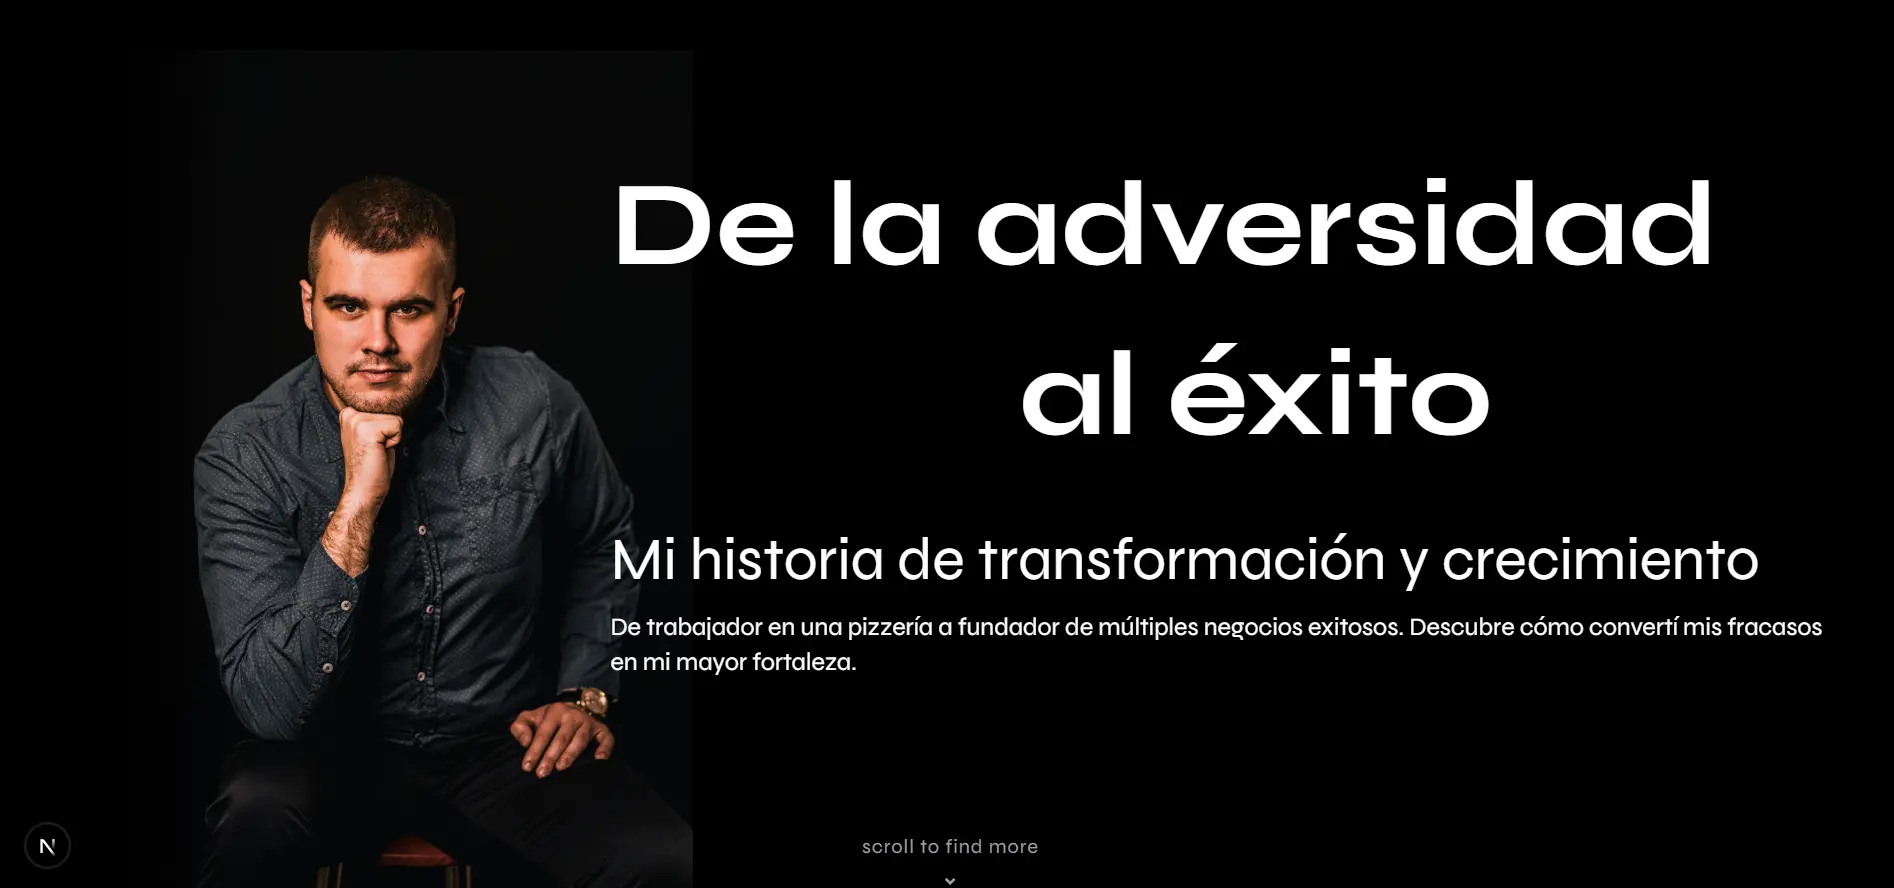 De la adversidad
al éxito
Mi historia de transformación y crecimiento
De trabajador en una pizzería a fundador de múltiples negocios exitosos. Descubre cómo convertí mis fracasos
en mi mayor fortaleza.
N
scroll to find more